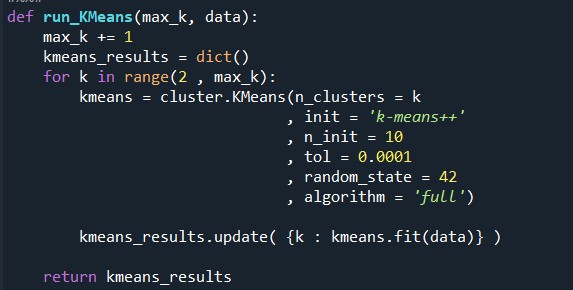 def run_KMeans(max_k, data):
    max_k += 1
    kmeans_results = dict()
    for k in range(2 , max_k):
        kmeans = cluster.KMeans(n_clusters = k
                               , init = 'k-means++'
                               , n_init = 10
                               , tol = 0.0001
                               , random_state = 42
                               , algorithm = 'full')

        kmeans_results.update( {k : kmeans.fit(data)} )

    return kmeans_results